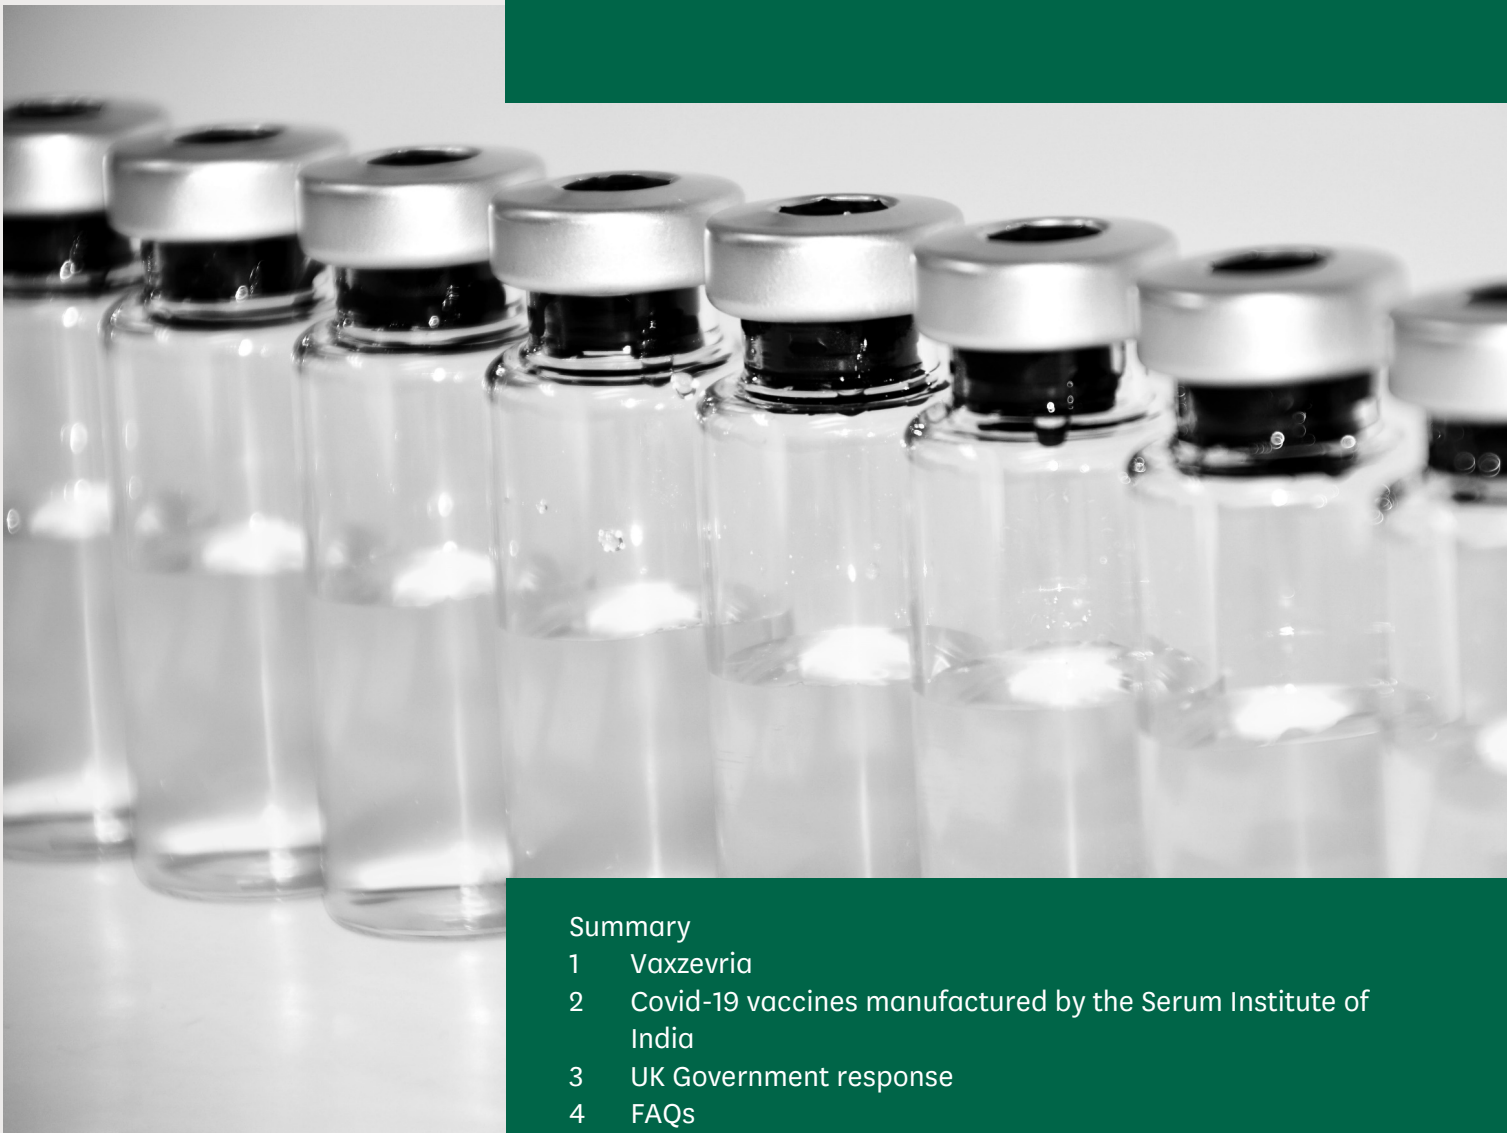 Summary
1 Vaxzevria
2 Covid-19 vaccines manufactured by the Serum Institute of
India
3 UK Government response
4 FAQs